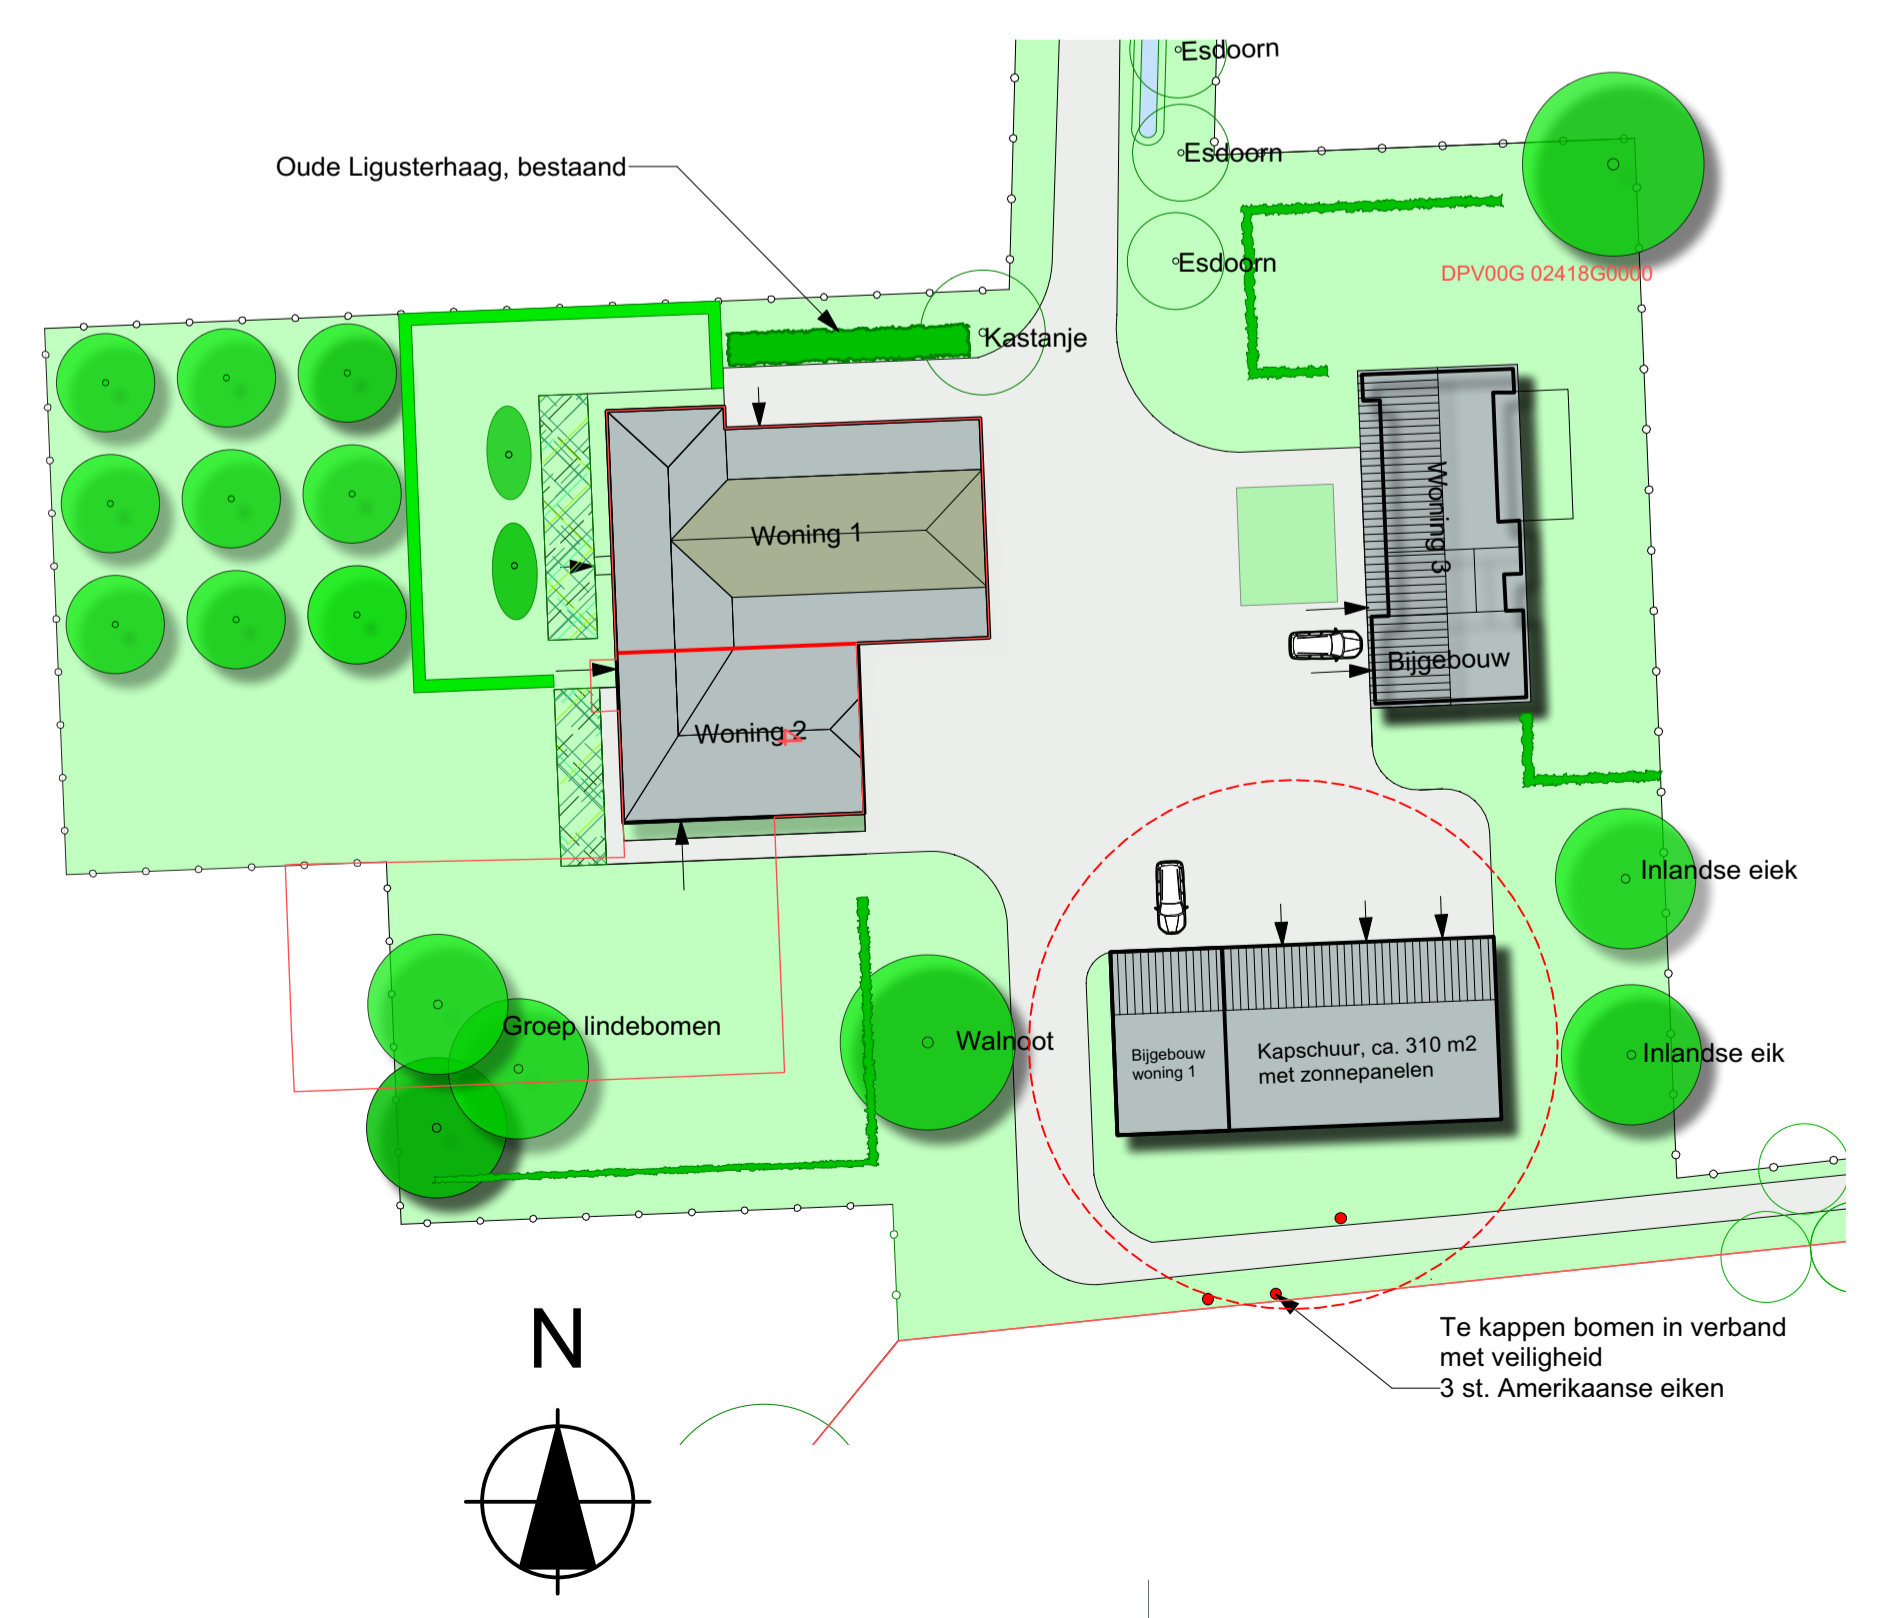 Esdoorn
Esdoorn
Oude Ligusterhaag, bestaand
Esdoorn
DPV00G 02418G0000
Kastanje
Woning 1
Woning 3
Bijgebouw
Woning 2
4
Inlandse eiek
Groep lindebomen
Walnoot
Bijgebouw
woning 1
Kapschuur, ca. 310 m2
met zonnepanelen
Inlandse eik
N
Te kappen bomen in verband
met veiligheid
3 st. Amerikaanse eiken